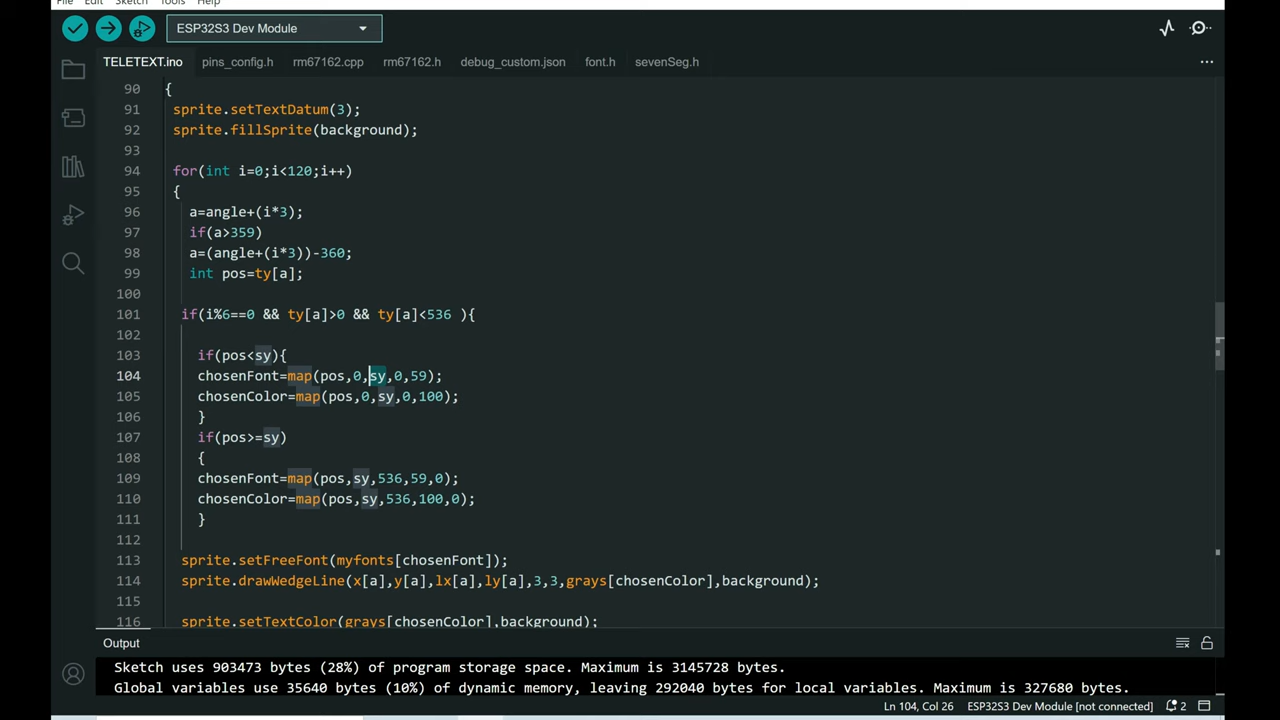 File Edit Sketch Tools Help
ESP32S3 Dev Module
TELETEXT.ino pins_config.h rm67162.cpp rm67162.h debug_custom.json font.h sevenSeg.h
90 {
91 sprite.setTextDatum(3);
92 sprite.fillSprite(background);
93
94 for(int i=0;i<120;i++)
95 {
96 a=angle+(i*3);
97 if(a>359)
98 a=(angle+(i*3))-360;
99 int pos=ty[a];
100
101 if(i%6==0 && ty[a]>0 && ty[a]<536 ){
102
103 if(pos<sy){
104 chosenFont=map(pos,0,sy,0,59);
105 chosenColor=map(pos,0,sy,0,100);
106 }
107 if(pos>=sy)
108 {
109 chosenFont=map(pos,sy,536,59,0);
110 chosenColor=map(pos,sy,536,100,0);
111 }
112
113 sprite.setFreeFont(myfonts[chosenFont]);
114 sprite.drawWedgeLine(x[a],y[a],lx[a],ly[a],3,3,grays[chosenColor],background);
115
116 sprite.setTextColor(grays[chosenColor],background);
Output
Sketch uses 903473 bytes (28%) of program storage space. Maximum is 3145728 bytes.
Global variables use 35640 bytes (10%) of dynamic memory, leaving 292040 bytes for local variables. Maximum is 327680 bytes.
Ln 104, Col 26 ESP32S3 Dev Module [not connected] 2